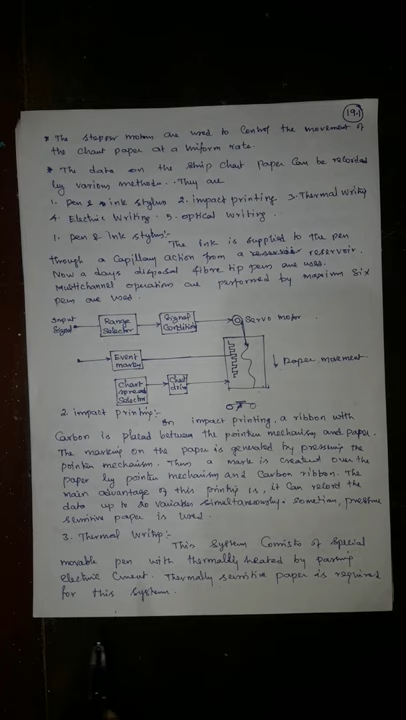 19.1
* The stepper motors are used to Control the movement of
the Chart paper at a Uniform rate.
* The data on the Strip Chart Paper Can be recorded
by various methods. They are
1. pen & ink stylus 2. impact printing 3. Thermal writing
4. Electric writing. 5. optical writing.
1. pen & Ink stylus:-
The Ink is supplied to the pen
through a Capillary action from a reservoir.
Now a days disposal fibre tip pens are used.
Multichannel operation are performed by maximum Six
pens are used.
Input
Signal
Range
Selector
Signal
Condition
Servo motor.
Event
marker
Chart
speed
Selector
Chart
drive
paper movement
2. impact printing:-
In impact printing, a ribbon with
Carbon is placed between the pointer mechanism and paper.
The marking on the paper is generated by pressing the
pointer mechanism. Thus a mark is created over the
paper by pointer mechanism and Carbon ribbon. The
main advantage of this printing is, it Can record the
data up to 20 variables simultaneously. Sometimes, pressure
sensitive paper is used.
3. Thermal writing:-
This System Consists of Special
movable pen with thermally heated by passing
electric Current. Thermally sensitive paper is required
for this System.